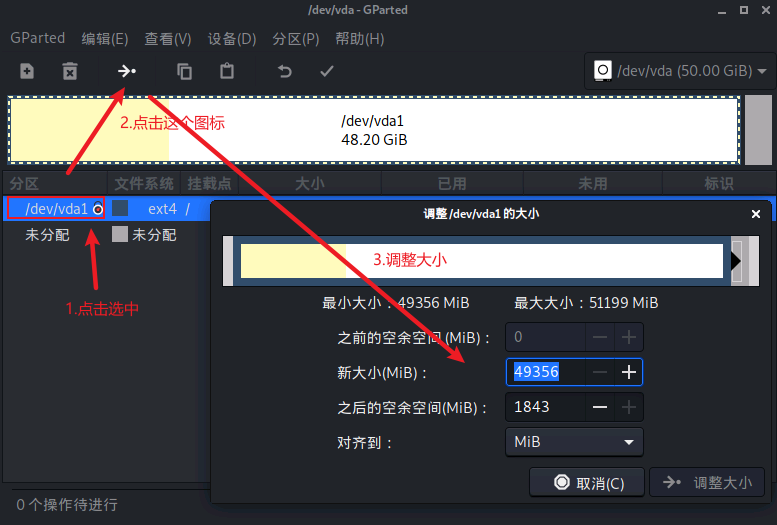 /dev/vda - GParted
GParted 编辑(E) 查看(V) 设备(D) 分区(P) 帮助(H)
/dev/vda (50.00 GiB)
2.点击这个图标
/dev/vda1
48.20 GiB
分区 文件系统 挂载点 大小 已用 未用 标识
/dev/vda1 ext4 /
未分配 未分配
1.点击选中
调整 /dev/vda1 的大小
3.调整大小
最小大小：49356 MiB 最大大小：51199 MiB
之前的空余空间(MiB)： 0
新大小(MiB)： 49356
之后的空余空间(MiB)： 1843
对齐到： MiB
取消(C) 调整大小
0 个操作待进行